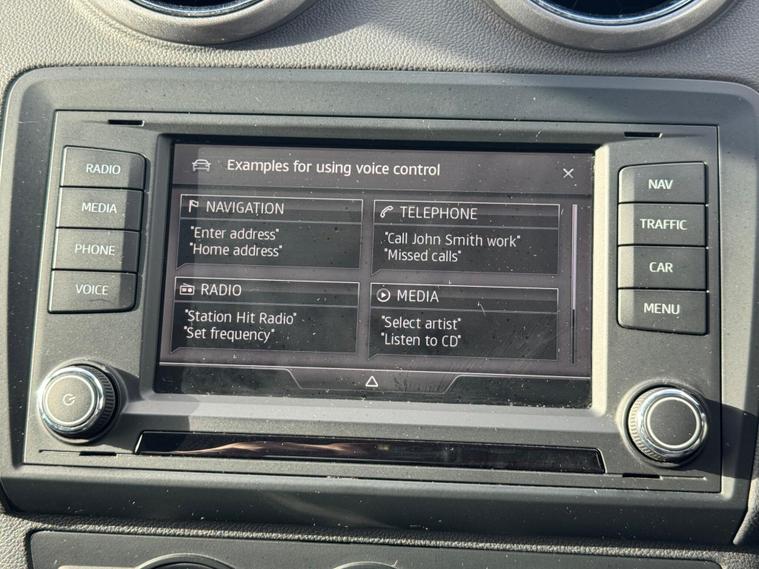 Examples for using voice control
NAVIGATION
"Enter address"
"Home address"
TELEPHONE
"Call John Smith work"
"Missed calls"
RADIO
"Station Hit Radio"
"Set frequency"
MEDIA
"Select artist"
"Listen to CD"
RADIO
MEDIA
PHONE
VOICE
NAV
TRAFFIC
CAR
MENU